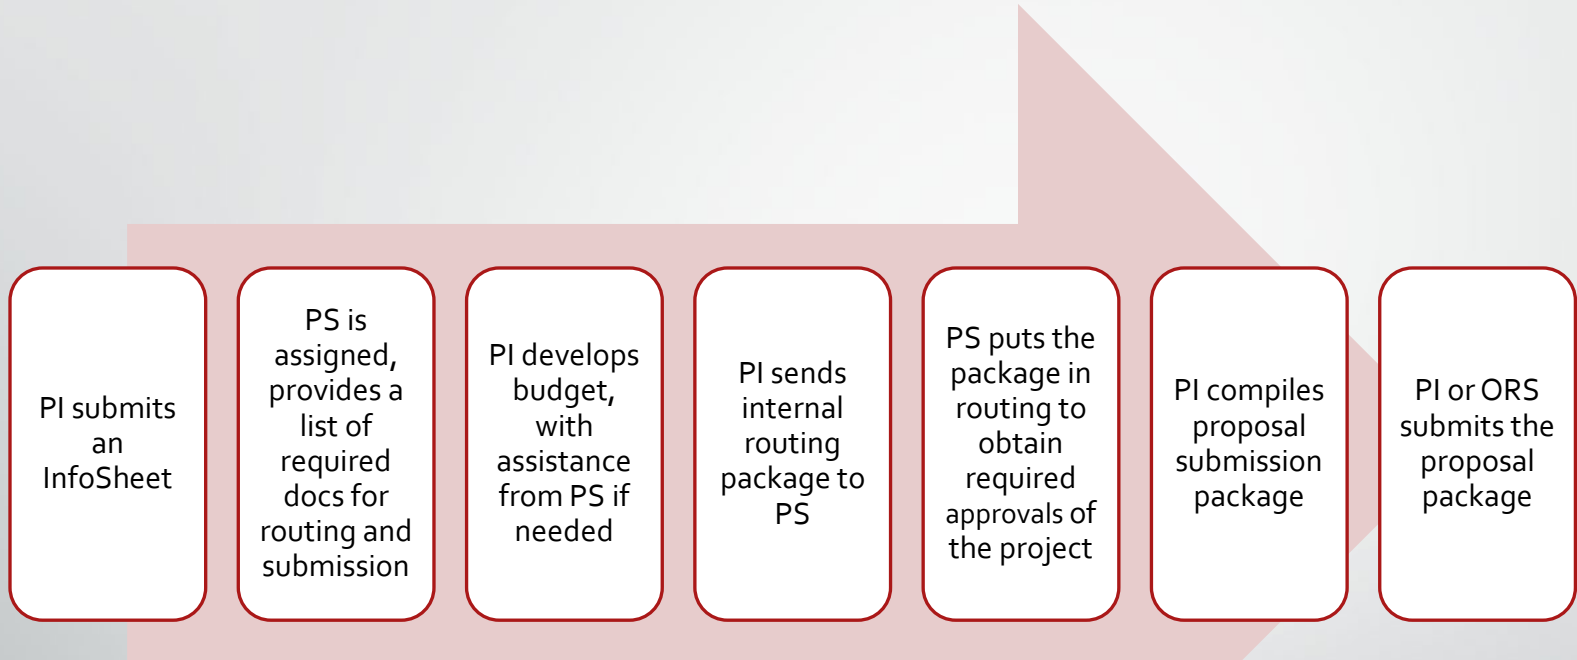 PI submits
an
InfoSheet
PS is
assigned,
provides a
list of
required
docs for
routing and
submission
PI develops
budget,
with
assistance
from PS if
needed
PI sends
internal
routing
package to
PS
PS puts the
package in
routing to
obtain
required
approvals of
the project
PI compiles
proposal
submission
package
PI or ORS
submits the
proposal
package